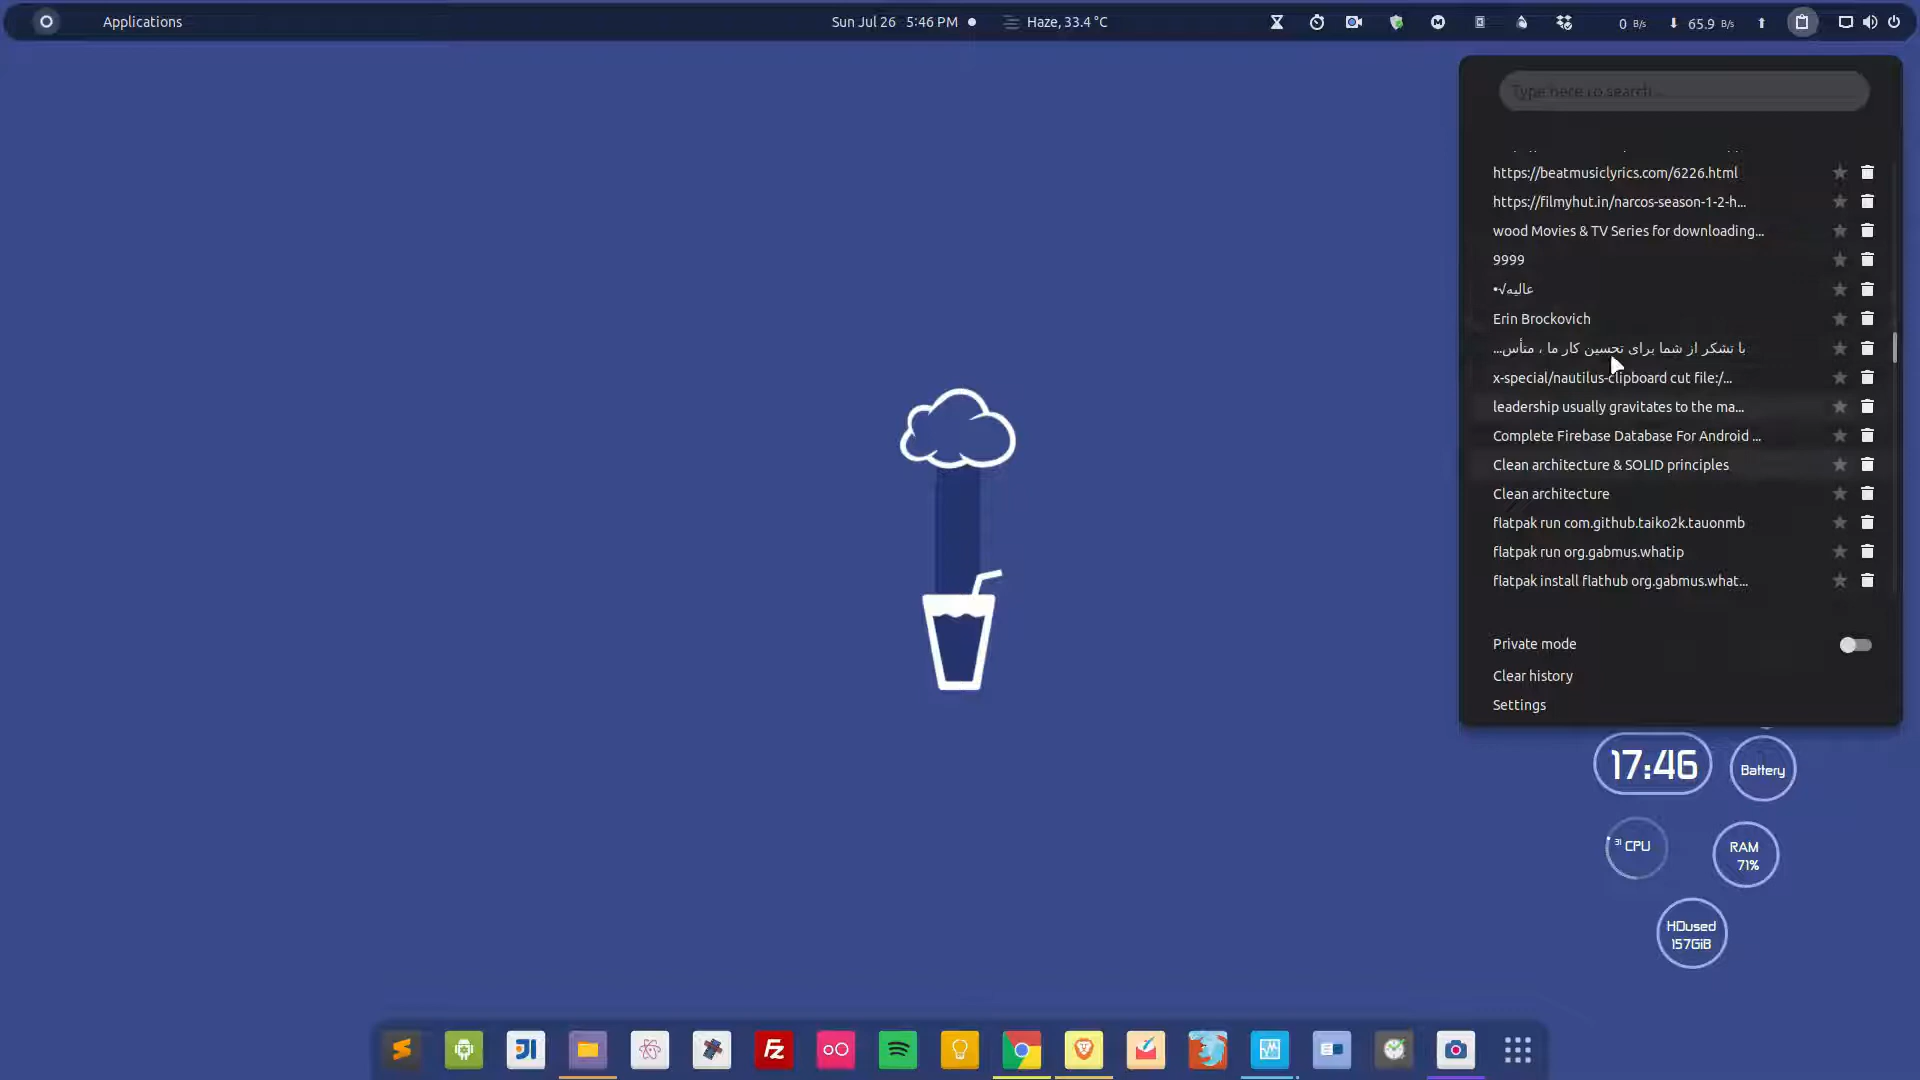 Applications
Sun Jul 26 5:46 PM
Haze, 33.4 °C
0 B/s
65.9 B/s
Type here to search...
https://beatmusiclyrics.com/6226.html
https://filmyhut.in/narcos-season-1-2-h...
wood Movies & TV Series for downloading...
9999
عالیه√•
Erin Brockovich
با تشکر از شما برای تحسین کار ما ، متأس...
x-special/nautilus-clipboard cut file:/...
leadership usually gravitates to the ma...
Complete Firebase Database For Android ...
Clean architecture & SOLID principles
Clean architecture
flatpak run com.github.taiko2k.tauonmb
flatpak run org.gabmus.whatip
flatpak install flathub org.gabmus.what...
Private mode
Clear history
Settings
17:46
Battery
31 CPU
RAM
71%
HDused
157GiB